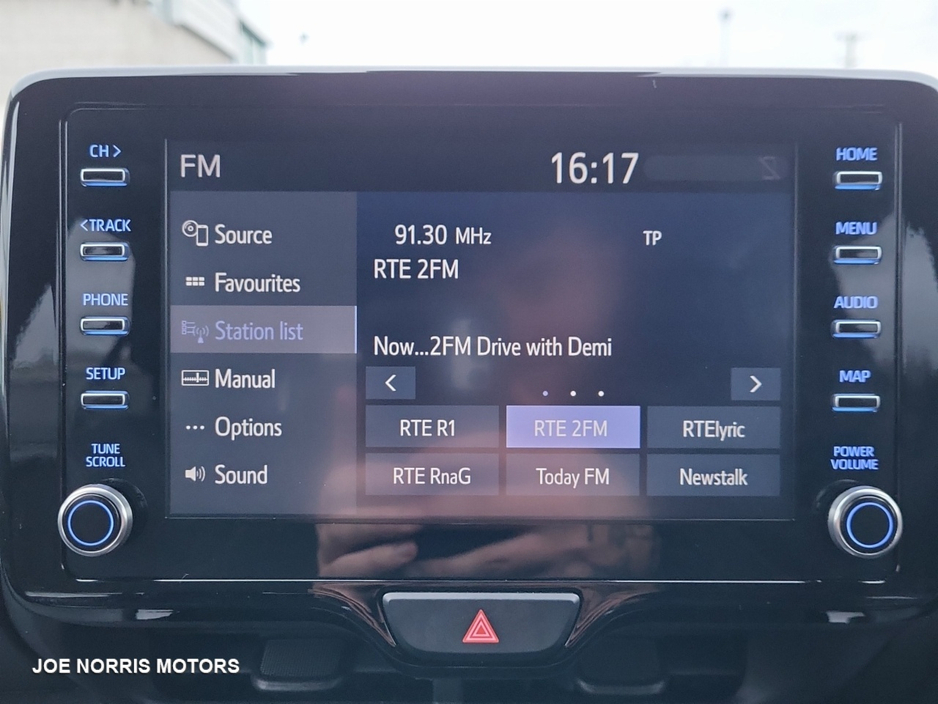 CH >
<TRACK
PHONE
SETUP
TUNE
SCROLL
FM
16:17
Source
Favourites
Station list
Manual
Options
Sound
91.30 MHz
TP
RTE 2FM
Now...2FM Drive with Demi
RTE R1
RTE 2FM
RTElyric
RTE RnaG
Today FM
Newstalk
HOME
MENU
AUDIO
MAP
POWER
VOLUME
JOE NORRIS MOTORS